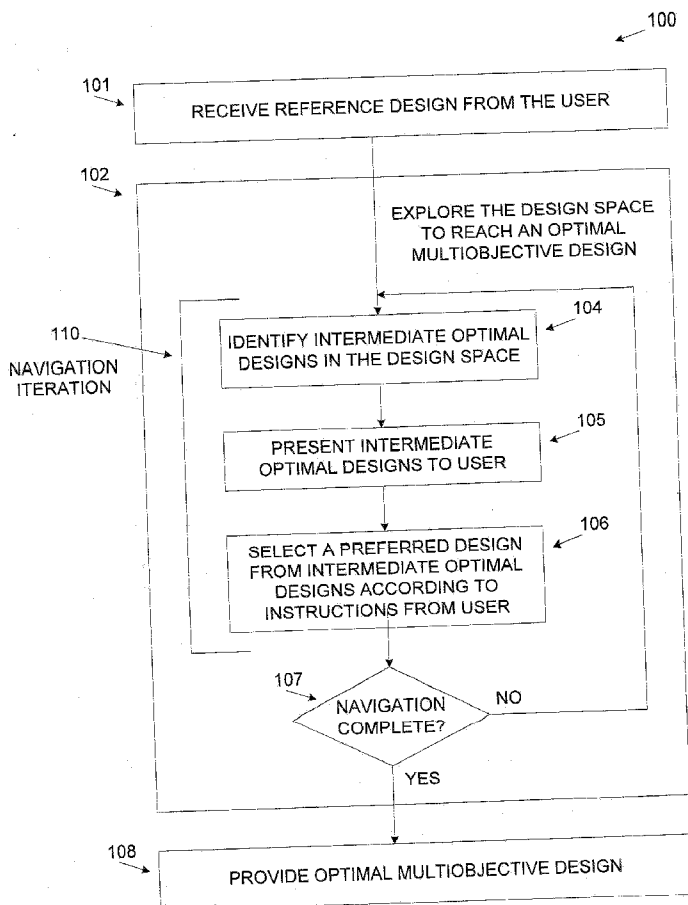 100
101
RECEIVE REFERENCE DESIGN FROM THE USER
102
EXPLORE THE DESIGN SPACE
TO REACH AN OPTIMAL
MULTIOBJECTIVE DESIGN
110
NAVIGATION
ITERATION
104
IDENTIFY INTERMEDIATE OPTIMAL
DESIGNS IN THE DESIGN SPACE
105
PRESENT INTERMEDIATE
OPTIMAL DESIGNS TO USER
106
SELECT A PREFERRED DESIGN
FROM INTERMEDIATE OPTIMAL
DESIGNS ACCORDING TO
INSTRUCTIONS FROM USER
107
NAVIGATION
COMPLETE?
NO
YES
108
PROVIDE OPTIMAL MULTIOBJECTIVE DESIGN